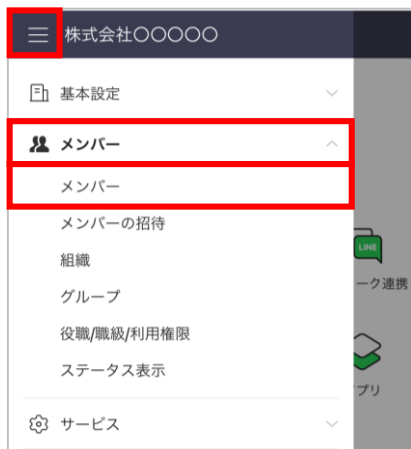 株式会社〇〇〇〇〇
基本設定
メンバー
メンバー
メンバーの招待
LINE
組織
ーク連携
グループ
役職/職級/利用権限
ステータス表示
プリ
サービス